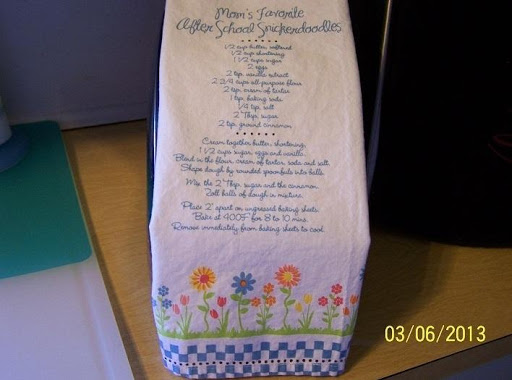 Mom's Favorite
After School Snickerdoodles
1/2 cup butter, softened
1/2 cup shortening
1 1/2 cups sugar
2 eggs
2 tsp. vanilla extract
2 3/4 cups all-purpose flour
2 tsp. cream of tartar
1 tsp. baking soda
1/4 tsp. salt
2 Tbsp. sugar
2 tsp. ground cinnamon
Cream together butter, shortening,
1 1/2 cups sugar, eggs and vanilla.
Blend in the flour, cream of tartar, soda and salt.
Shape dough by rounded spoonfuls into balls.
Mix the 2 Tbsp. sugar and the cinnamon.
Roll balls of dough in mixture.
Place 2" apart on ungreased baking sheets.
Bake at 400°F for 8 to 10 mins.
Remove immediately from baking sheets to cool.
03/06/2013